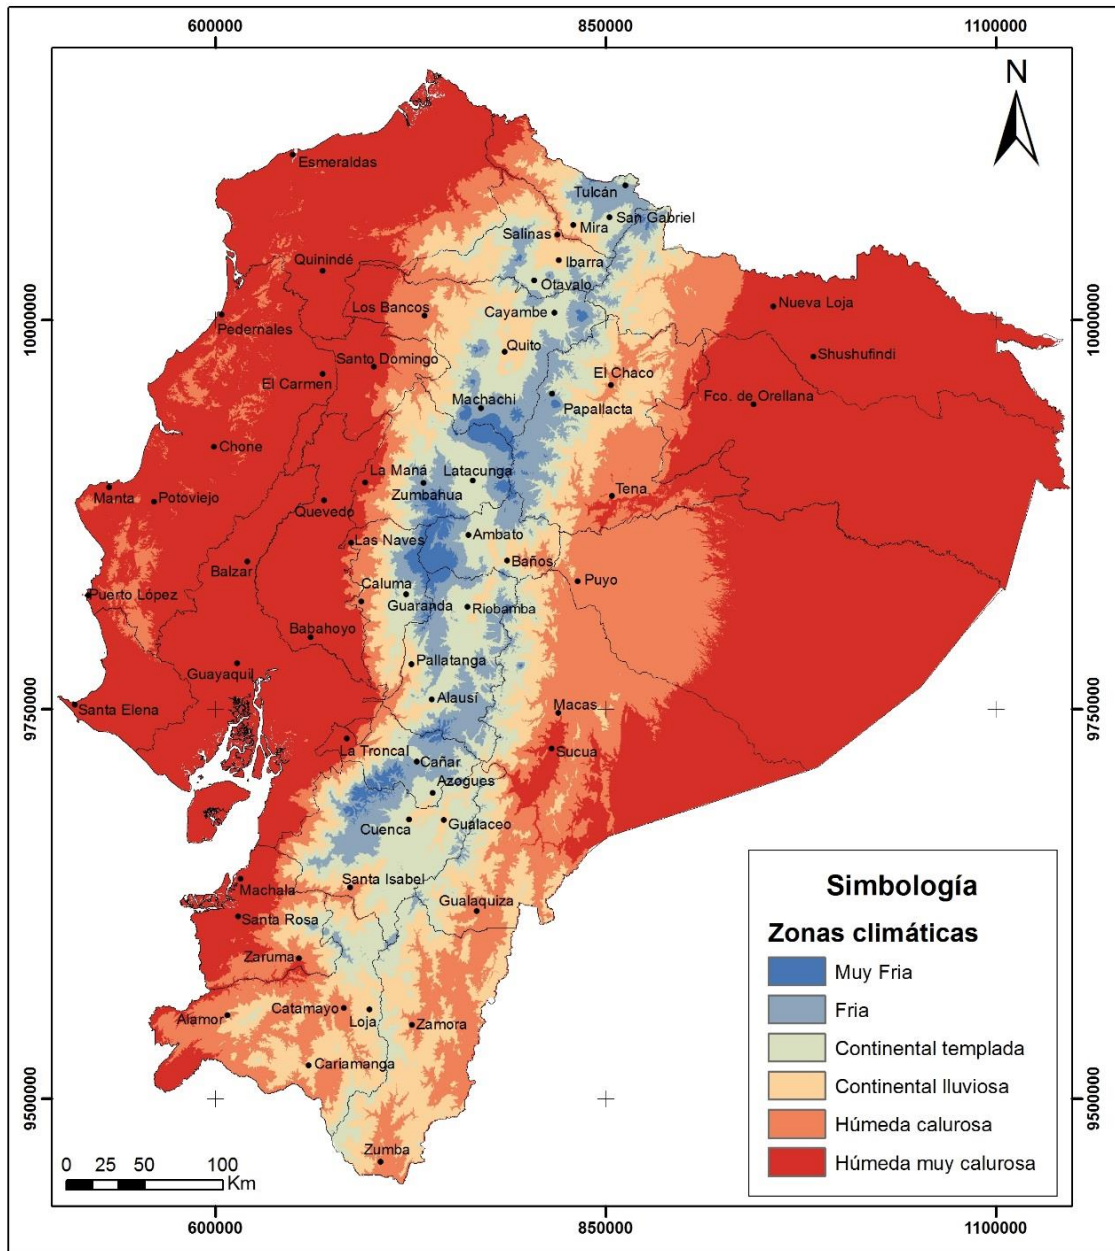 600000
850000
1100000
N
Esmeraldas
Tulcán
San Gabriel
Mira
Salinas
Ibarra
Quinindé
Otavalo
Nueva Loja
Los Bancos
Cayambe
10000000
10000000
Pedernales
Quito
Shushufindi
Santo Domingo
El Chaco
El Carmen
Machachi
Papallacta
Fco. de Orellana
Chone
La Maná
Latacunga
Manta
Potoviejo
Zumbahua
Tena
Quevedo
Las Naves
Ambato
Balzar
Baños
Puyo
Caluma
Puerto López
Guaranda
Riobamba
Babahoyo
Guayaquil
Pallatanga
Alausí
Macas
9750000
9750000
Santa Elena
La Troncal
Sucua
Cañar
Azogues
Cuenca
Gualaceo
Santa Isabel
Machala
Gualaquiza
Santa Rosa
Zaruma
Catamayo
Alamor
Loja
Zamora
Cariamanga
9500000
9500000
Zumba
Simbología
Zonas climáticas
Muy Fria
Fria
Continental templada
Continental lluviosa
Húmeda calurosa
Húmeda muy calurosa
0 25 50 100
Km
600000
850000
1100000